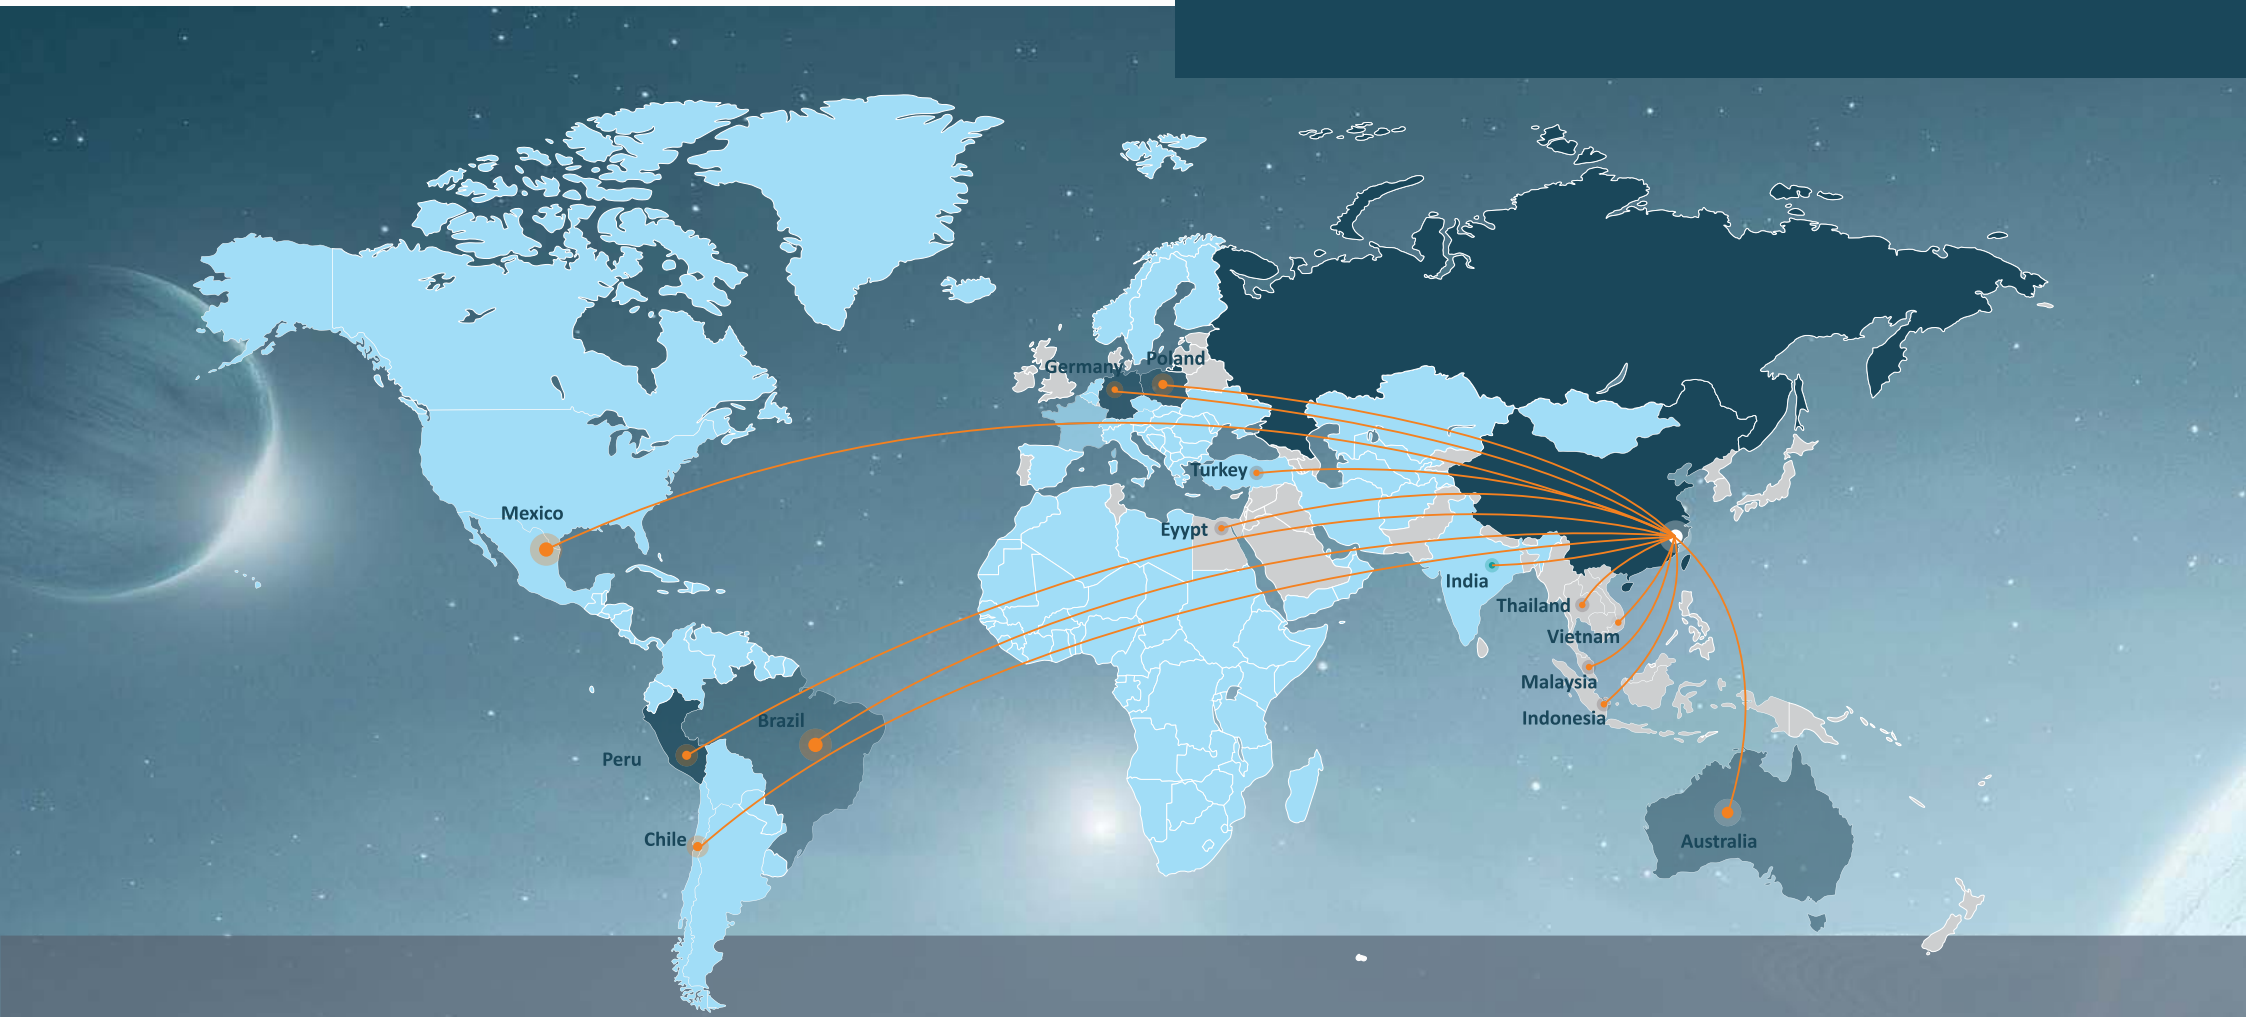 Poland
Germany
Turkey
Mexico
Eyypt
India
Thailand
Vietnam
Malaysia
Indonesia
Brazil
Peru
Chile
Australia